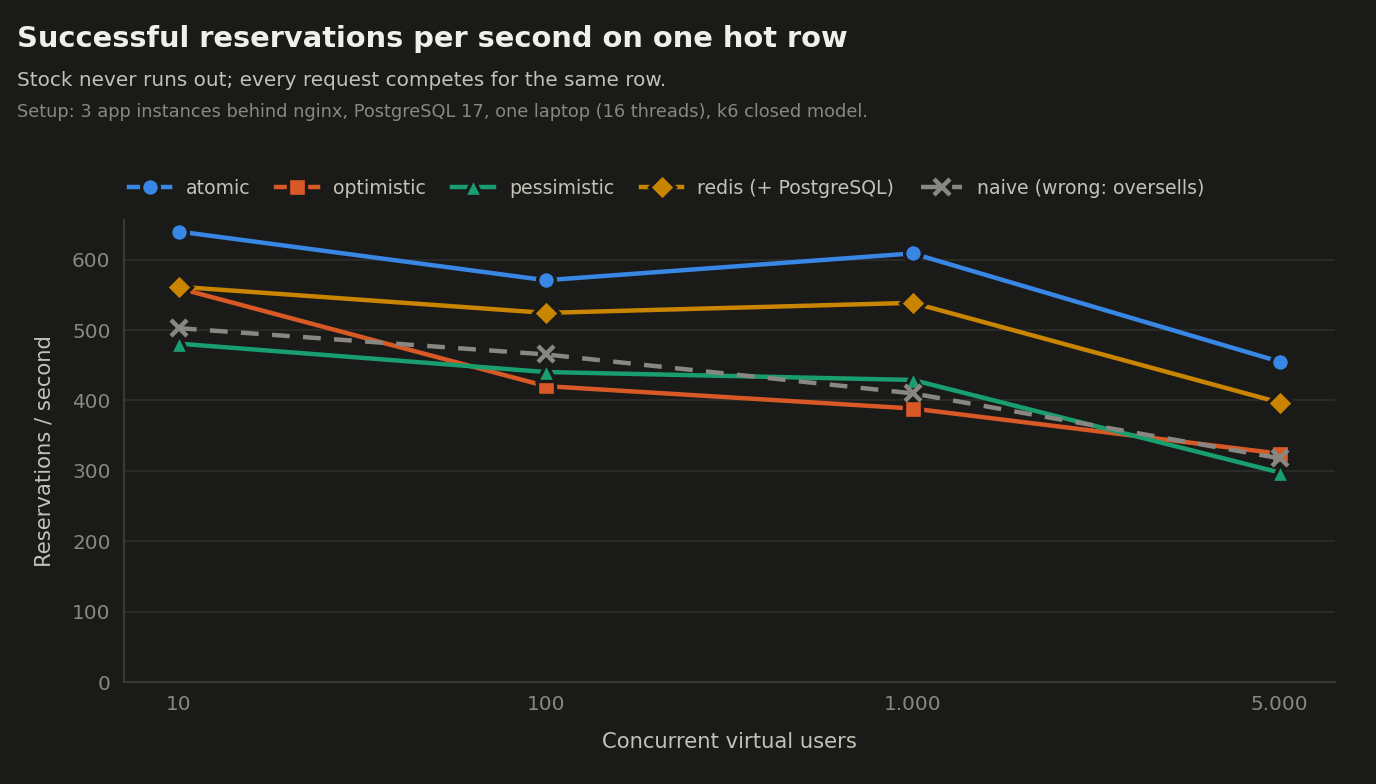 Successful reservations per second on one hot row
Stock never runs out; every request competes for the same row.
Setup: 3 app instances behind nginx, PostgreSQL 17, one laptop (16 threads), k6 closed model.
atomic optimistic pessimistic redis (+ PostgreSQL) naive (wrong: oversells)
Reservations / second
600
500
400
300
200
100
0
10 100 1.000 5.000
Concurrent virtual users